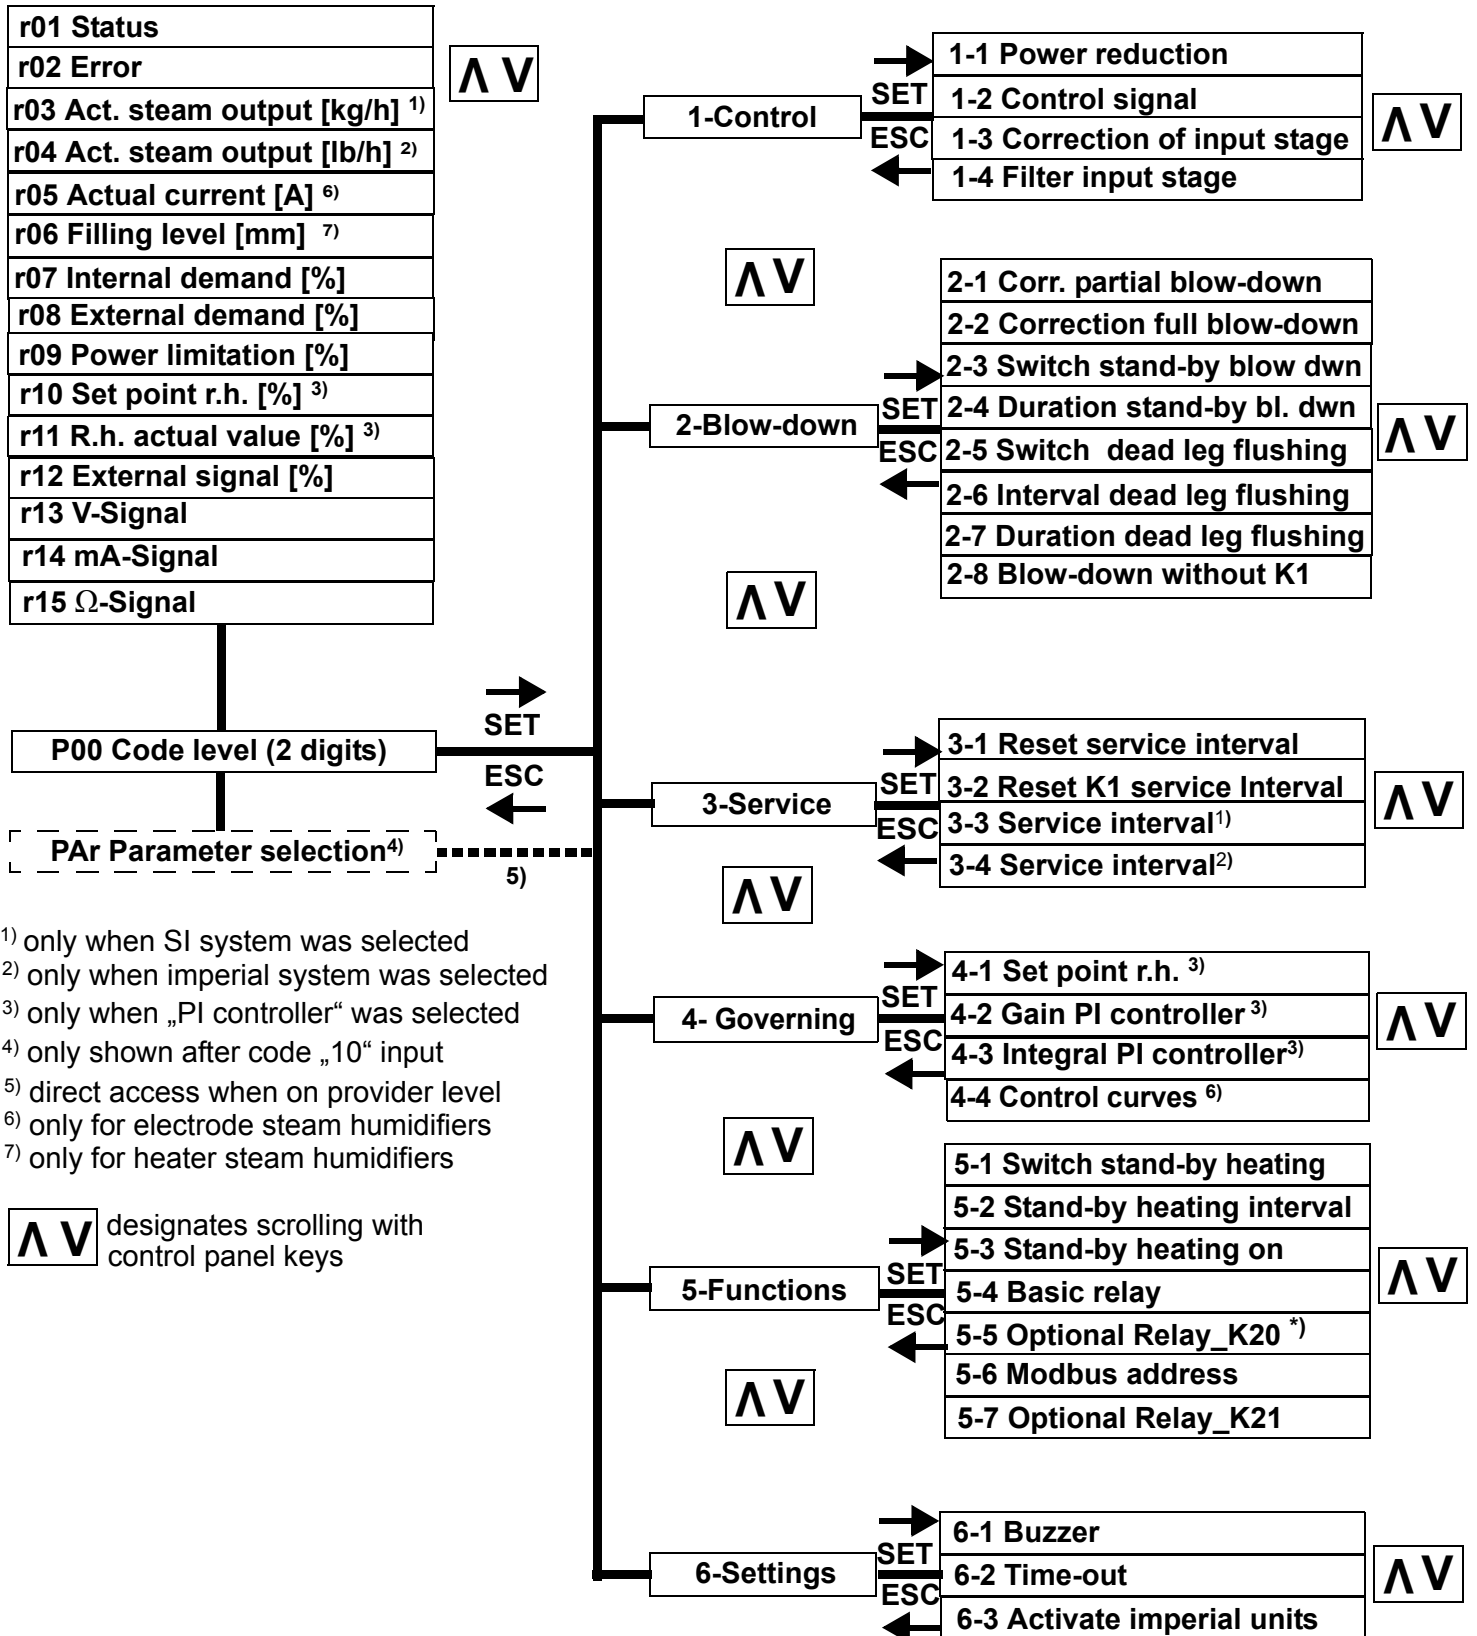 r01 Status
r02 Error
r03 Act. steam output [kg/h] 1)
r04 Act. steam output [lb/h] 2)
r05 Actual current [A] 6)
r06 Filling level [mm] 7)
r07 Internal demand [%]
r08 External demand [%]
r09 Power limitation [%]
r10 Set point r.h. [%] 3)
r11 R.h. actual value [%] 3)
r12 External signal [%]
r13 V-Signal
r14 mA-Signal
r15 Ω-Signal
Λ V
P00 Code level (2 digits)
SET
ESC
PAr Parameter selection4)
5)
1) only when SI system was selected
2) only when imperial system was selected
3) only when „PI controller“ was selected
4) only shown after code „10“ input
5) direct access when on provider level
6) only for electrode steam humidifiers
7) only for heater steam humidifiers
Λ V designates scrolling with
control panel keys
1-Control
SET
ESC
1-1 Power reduction
1-2 Control signal
1-3 Correction of input stage
1-4 Filter input stage
Λ V
Λ V
2-Blow-down
SET
ESC
2-1 Corr. partial blow-down
2-2 Correction full blow-down
2-3 Switch stand-by blow dwn
2-4 Duration stand-by bl. dwn
2-5 Switch dead leg flushing
2-6 Interval dead leg flushing
2-7 Duration dead leg flushing
2-8 Blow-down without K1
Λ V
Λ V
3-Service
SET
ESC
3-1 Reset service interval
3-2 Reset K1 service Interval
3-3 Service interval1)
3-4 Service interval2)
Λ V
Λ V
4- Governing
SET
ESC
4-1 Set point r.h. 3)
4-2 Gain PI controller 3)
4-3 Integral PI controller3)
4-4 Control curves 6)
Λ V
Λ V
5-Functions
SET
ESC
5-1 Switch stand-by heating
5-2 Stand-by heating interval
5-3 Stand-by heating on
5-4 Basic relay
5-5 Optional Relay_K20 *)
5-6 Modbus address
5-7 Optional Relay_K21
Λ V
Λ V
6-Settings
SET
ESC
6-1 Buzzer
6-2 Time-out
6-3 Activate imperial units
Λ V